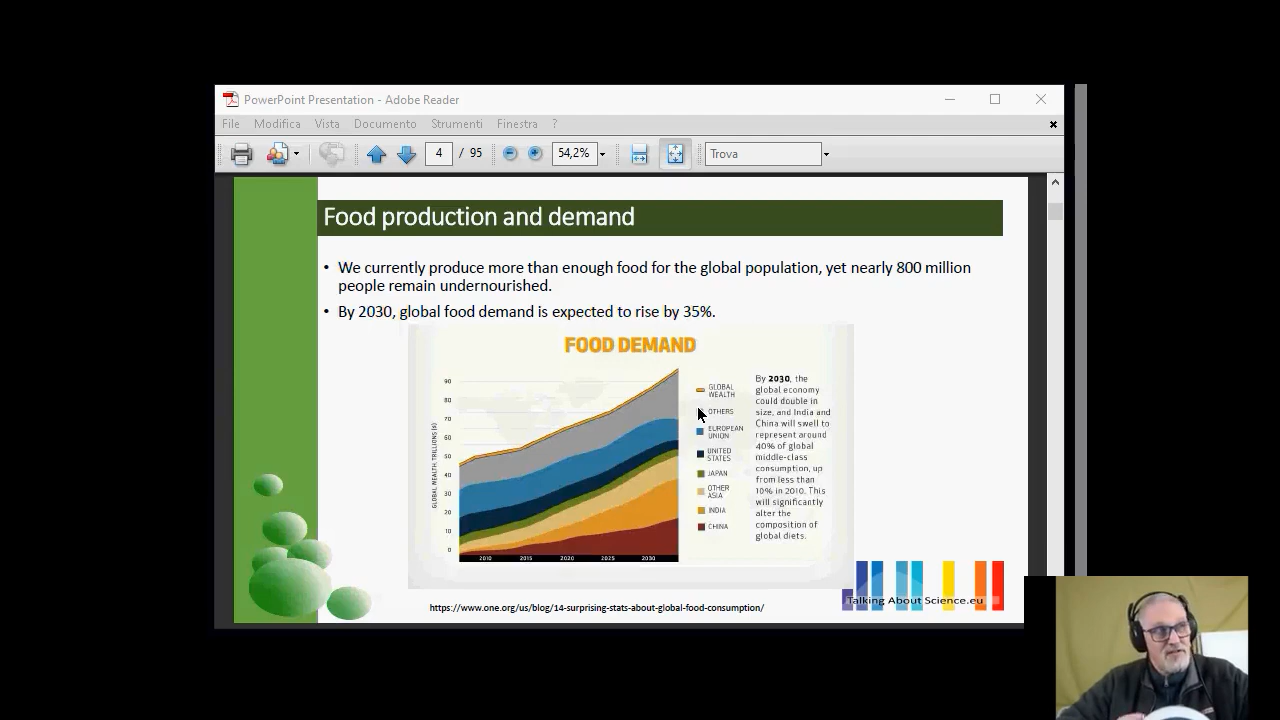 PowerPoint Presentation - Adobe Reader
File Modifica Vista Documento Strumenti Finestra ?
4 / 95 54,2% Trova
Food production and demand
• We currently produce more than enough food for the global population, yet nearly 800 million
people remain undernourished.
• By 2030, global food demand is expected to rise by 35%.
FOOD DEMAND
GLOBAL WEALTH, TRILLIONS ($)
90
80
70
60
50
40
30
20
10
0
2010 2015 2020 2025 2030
GLOBAL
WEALTH
OTHERS
EUROPEAN
UNION
UNITED
STATES
JAPAN
OTHER
ASIA
INDIA
CHINA
By 2030, the
global economy
could double in
size, and India and
China will swell to
represent around
40% of global
middle-class
consumption, up
from less than
10% in 2010. This
will significantly
alter the
composition of
global diets.
https://www.one.org/us/blog/14-surprising-stats-about-global-food-consumption/
Talking About Science.eu